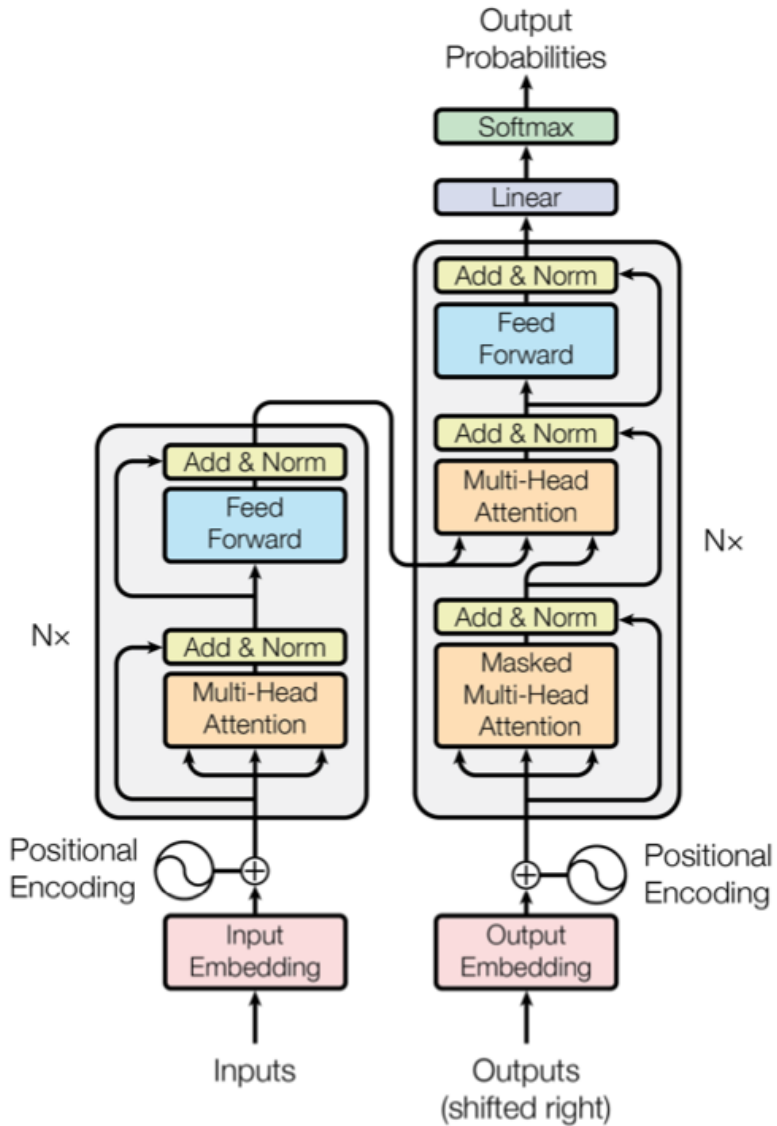 Output
Probabilities
Softmax
Linear
Add & Norm
Feed
Forward
Add & Norm
Multi-Head
Attention
Add & Norm
Masked
Multi-Head
Attention
Nx
Add & Norm
Feed
Forward
Add & Norm
Multi-Head
Attention
Nx
Positional
Encoding
Positional
Encoding
Input
Embedding
Output
Embedding
Inputs
Outputs
(shifted right)